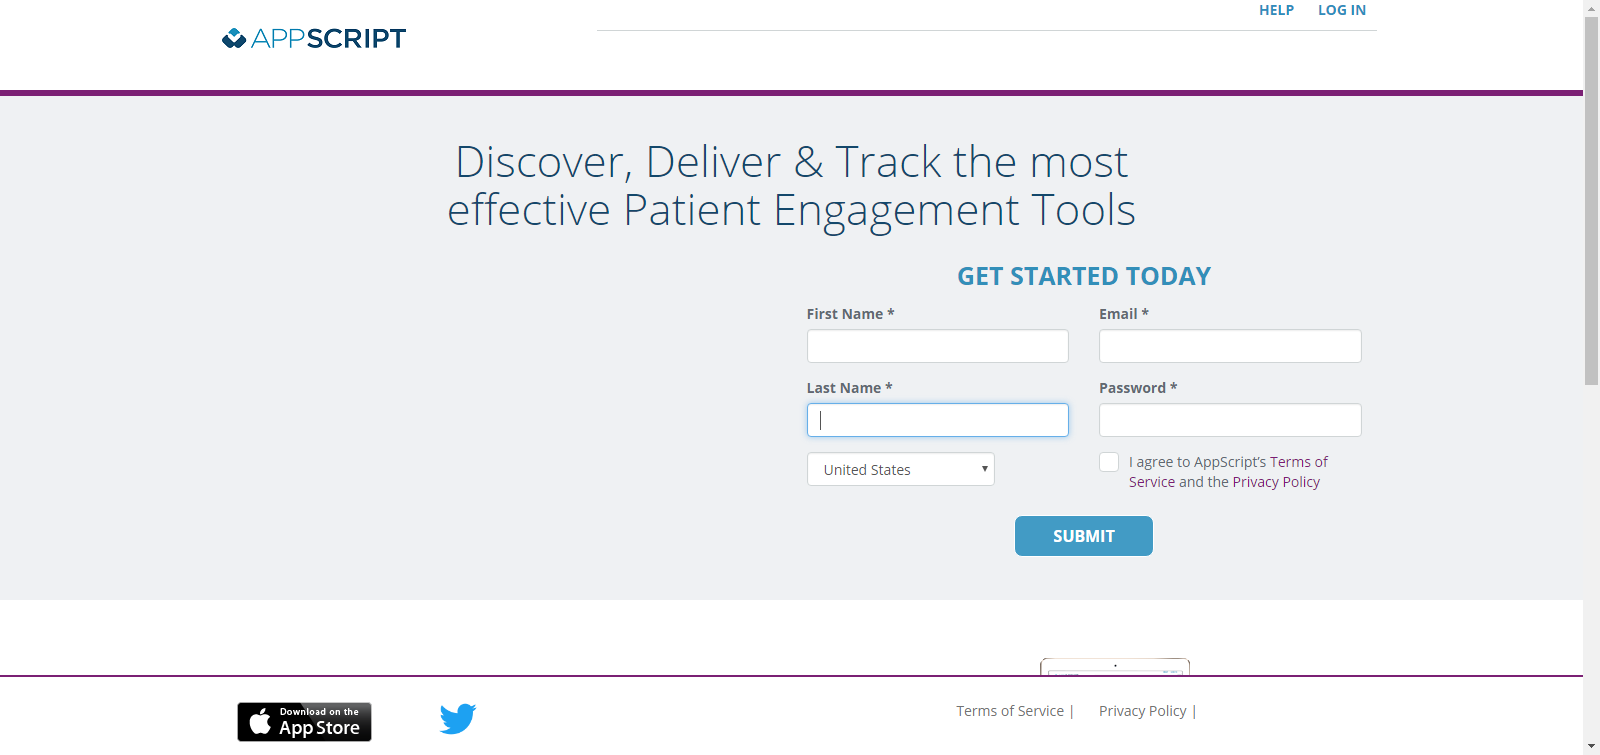 HELP LOG IN
APPSCRIPT
Discover, Deliver & Track the most
effective Patient Engagement Tools
GET STARTED TODAY
First Name *
Email *
Last Name *
Password *
United States
I agree to AppScript’s Terms of
Service and the Privacy Policy
SUBMIT
Download on the
App Store
Terms of Service |
Privacy Policy |